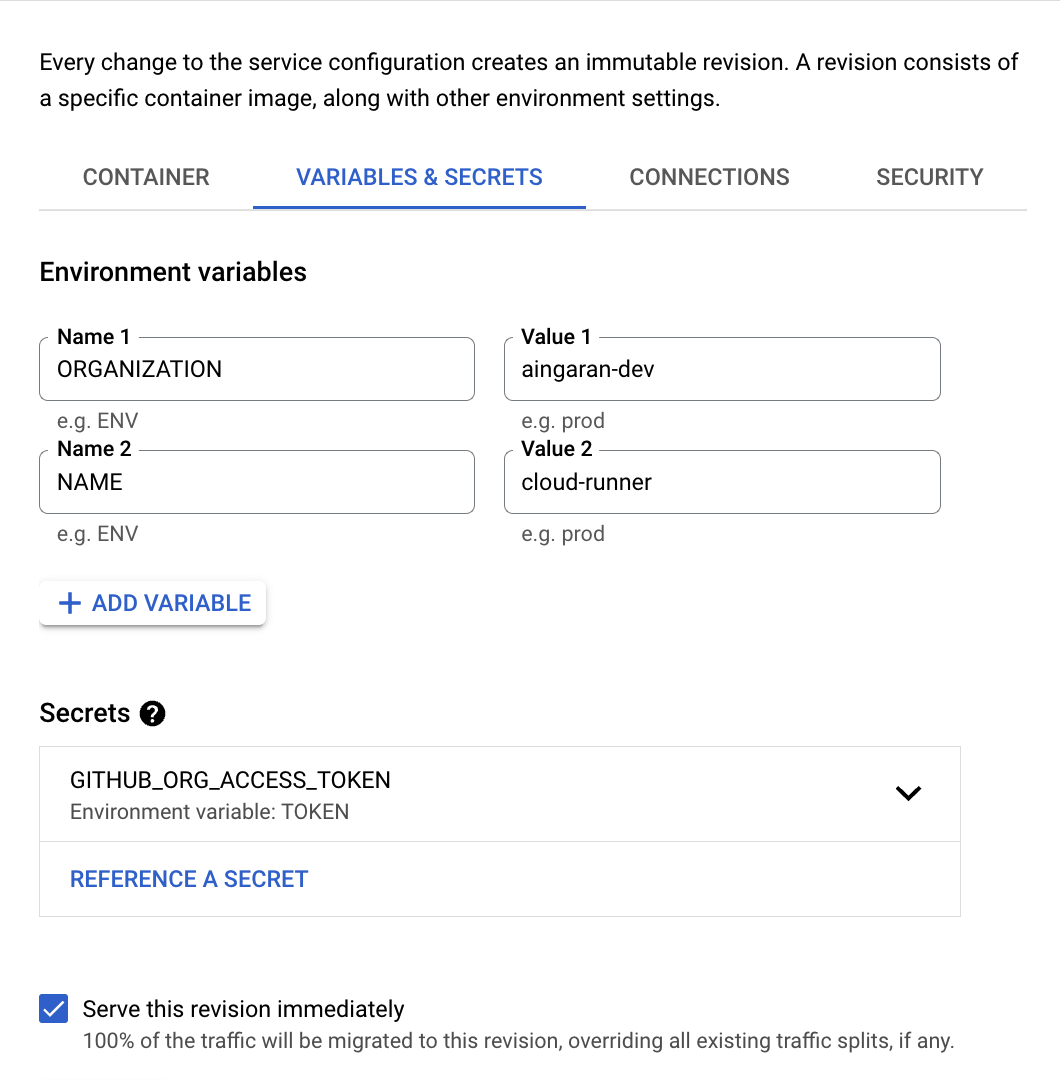 Every change to the service configuration creates an immutable revision. A revision consists of
a specific container image, along with other environment settings.
CONTAINER VARIABLES & SECRETS CONNECTIONS SECURITY
Environment variables
Name 1 Value 1
ORGANIZATION aingaran-dev
e.g. ENV e.g. prod
Name 2 Value 2
NAME cloud-runner
e.g. ENV e.g. prod
+ ADD VARIABLE
Secrets ?
GITHUB_ORG_ACCESS_TOKEN
Environment variable: TOKEN
REFERENCE A SECRET
Serve this revision immediately
100% of the traffic will be migrated to this revision, overriding all existing traffic splits, if any.